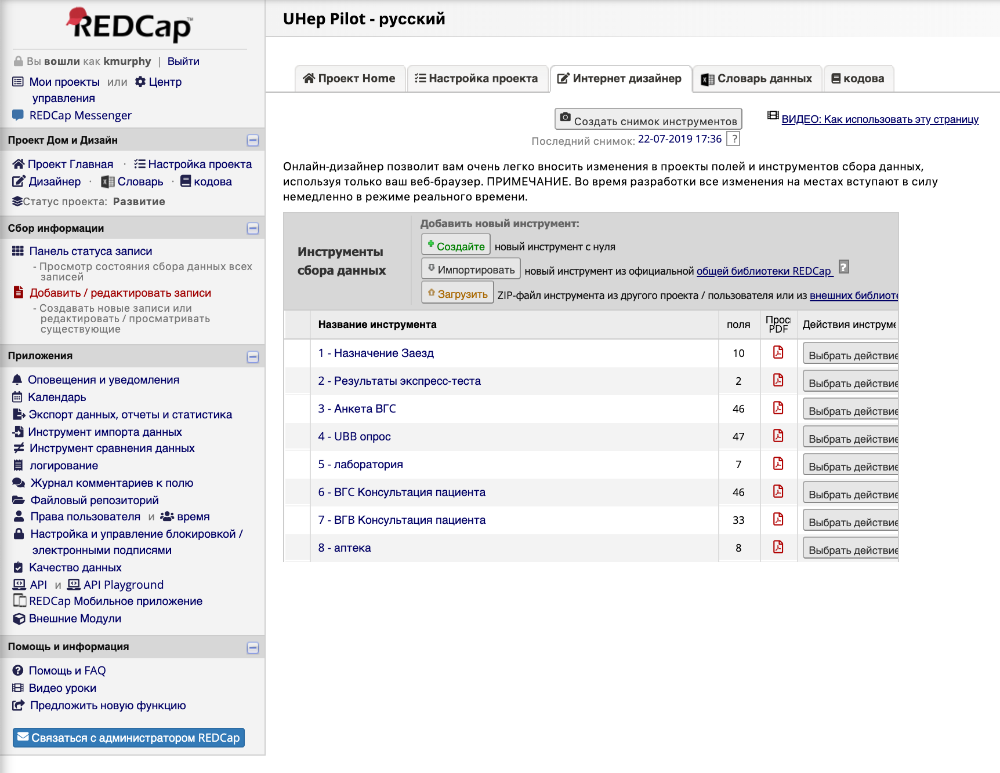 REDCap™
Вы вошли как kmurphy | Выйти
Мои проекты или Центр
управления
REDCap Messenger
Проект Дом и Дизайн
Проект Главная · Настройка проекта
Дизайнер · Словарь · кодова
Статус проекта: Развитие
Сбор информации
Панель статуса записи
- Просмотр состояния сбора данных всех
записей
Добавить / редактировать записи
- Создавать новые записи или
редактировать / просматривать
существующие
Приложения
Оповещения и уведомления
Календарь
Экспорт данных, отчеты и статистика
Инструмент импорта данных
Инструмент сравнения данных
логирование
Журнал комментариев к полю
Файловый репозиторий
Права пользователя и время
Настройка и управление блокировкой /
электронными подписями
Качество данных
API и API Playground
REDCap Мобильное приложение
Внешние Модули
Помощь и информация
Помощь и FAQ
Видео уроки
Предложить новую функцию
Связаться с администратором REDCap
UHep Pilot - русский
Проект Home
Настройка проекта
Интернет дизайнер
Словарь данных
кодова
Создать снимок инструментов
Последний снимок: 22-07-2019 17:36 ?
ВИДЕО: Как использовать эту страницу
Онлайн-дизайнер позволит вам очень легко вносить изменения в проекты полей и инструментов сбора данных,
используя только ваш веб-браузер. ПРИМЕЧАНИЕ. Во время разработки все изменения на местах вступают в силу
немедленно в режиме реального времени.
Инструменты
сбора данных
Добавить новый инструмент:
Создайте новый инструмент с нуля
Импортировать новый инструмент из официальной общей библиотеки REDCap ?
Загрузить ZIP-файл инструмента из другого проекта / пользователя или из внешних библиоте
Название инструмента поля Прос PDF Действия инструме
1 - Назначение Заезд 10 Выбрать действие
2 - Результаты экспресс-теста 2 Выбрать действие
3 - Анкета ВГС 46 Выбрать действие
4 - UBB опрос 47 Выбрать действие
5 - лаборатория 7 Выбрать действие
6 - ВГС Консультация пациента 46 Выбрать действие
7 - ВГВ Консультация пациента 33 Выбрать действие
8 - аптека 8 Выбрать действие